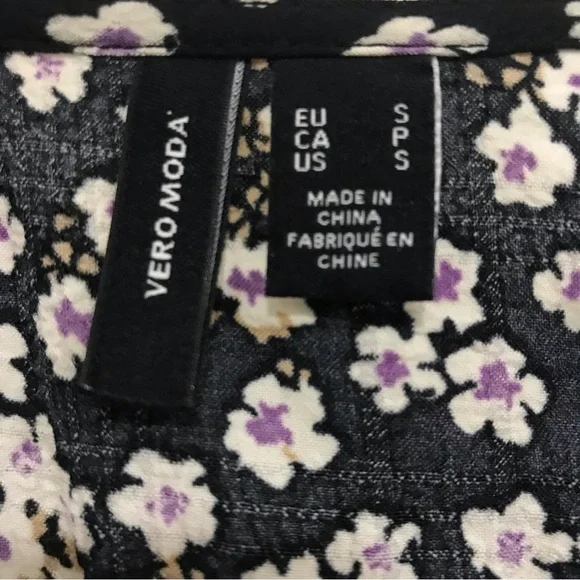 VERO MODA
EU S
CA P
US S
MADE IN
CHINA
FABRIQUÉ EN
CHINE